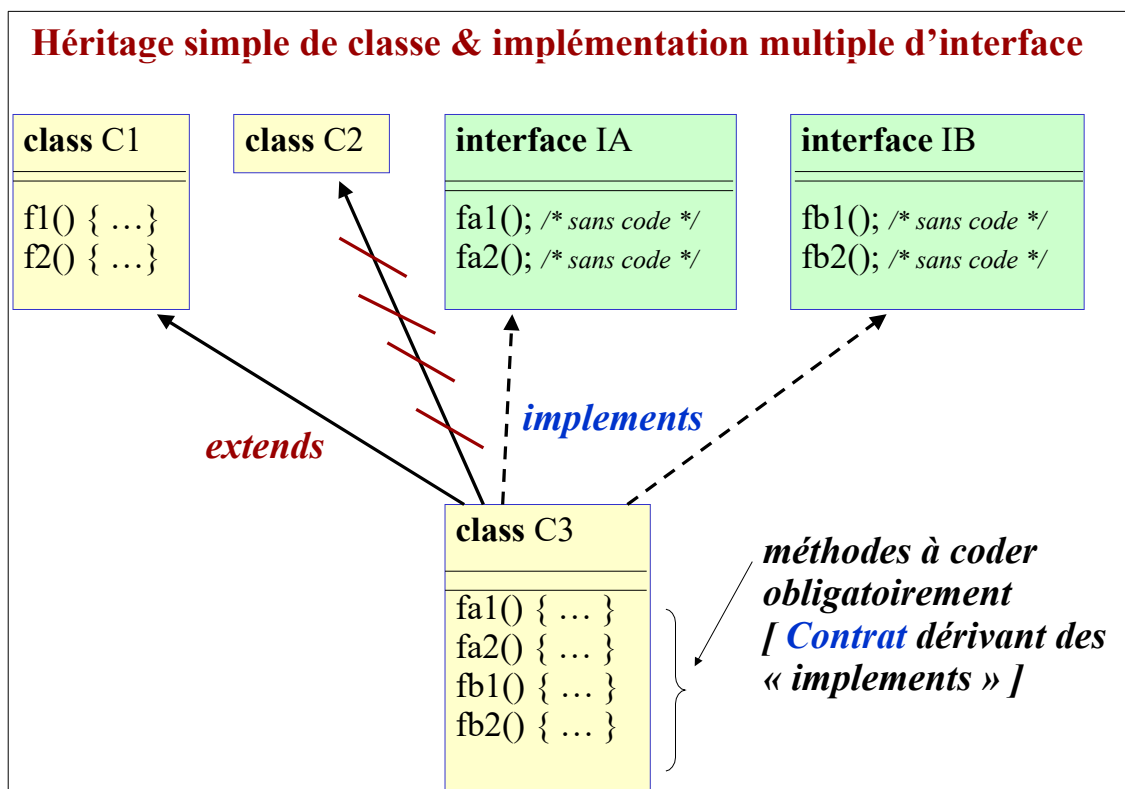 Héritage simple de classe & implémentation multiple d’interface
class C1
f1() { …}
f2() { …}
class C2
interface IA
fa1(); /* sans code */
fa2(); /* sans code */
interface IB
fb1(); /* sans code */
fb2(); /* sans code */
extends
implements
class C3
fa1() { … }
fa2() { … }
fb1() { … }
fb2() { … }
méthodes à coder
obligatoirement
[ Contrat dérivant des
« implements » ]